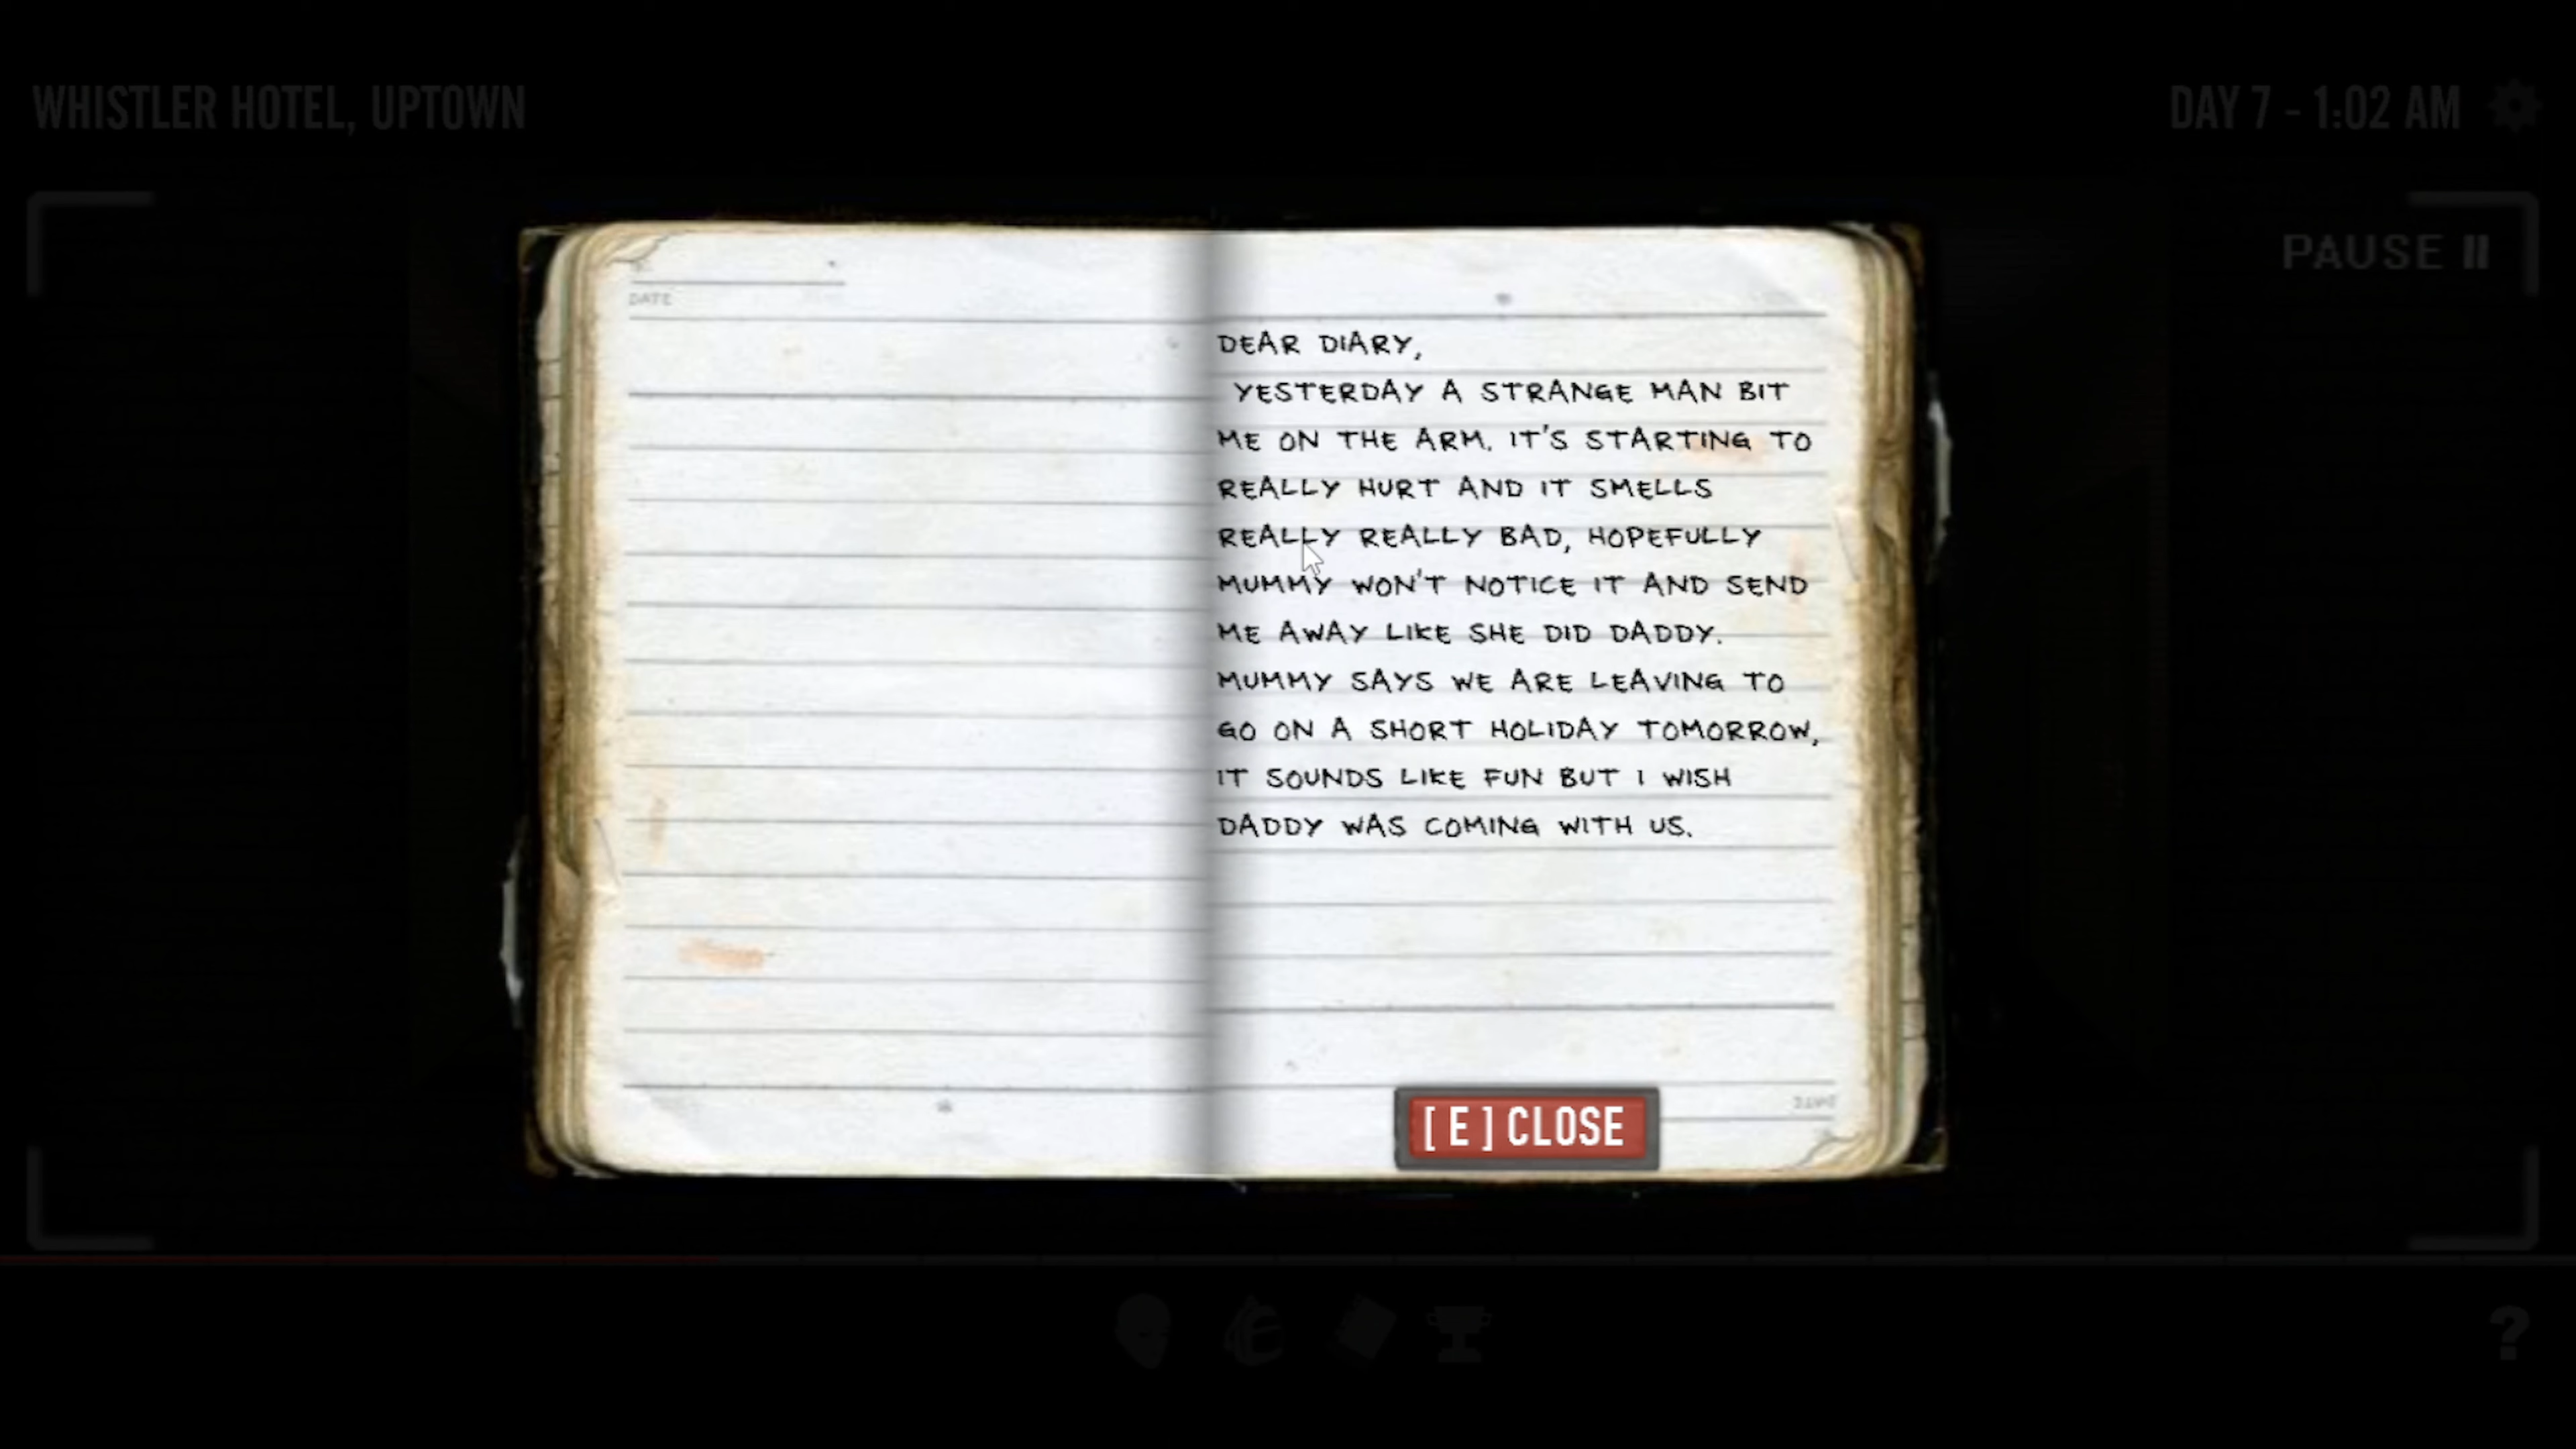 WHISTLER HOTEL, UPTOWN
DAY 7 - 1:02 AM
PAUSE
DATE
DEAR DIARY,
YESTERDAY A STRANGE MAN BIT
ME ON THE ARM. IT'S STARTING TO
REALLY HURT AND IT SMELLS
REALLY REALLY BAD, HOPEFULLY
MUMMY WON'T NOTICE IT AND SEND
ME AWAY LIKE SHE DID DADDY.
MUMMY SAYS WE ARE LEAVING TO
GO ON A SHORT HOLIDAY TOMORROW,
IT SOUNDS LIKE FUN BUT I WISH
DADDY WAS COMING WITH US.
DATE
[ E ] CLOSE
?